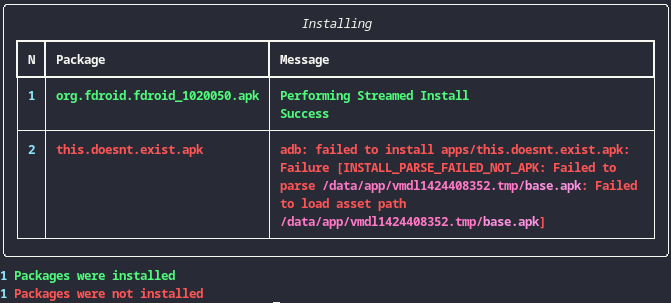 Installing
N Package Message
1 org.fdroid.fdroid_1020050.apk Performing Streamed Install
Success
2 this.doesnt.exist.apk adb: failed to install apps/this.doesnt.exist.apk:
Failure [INSTALL_PARSE_FAILED_NOT_APK: Failed to
parse /data/app/vmdl1424408352.tmp/base.apk: Failed
to load asset path
/data/app/vmdl1424408352.tmp/base.apk]
1 Packages were installed
1 Packages were not installed